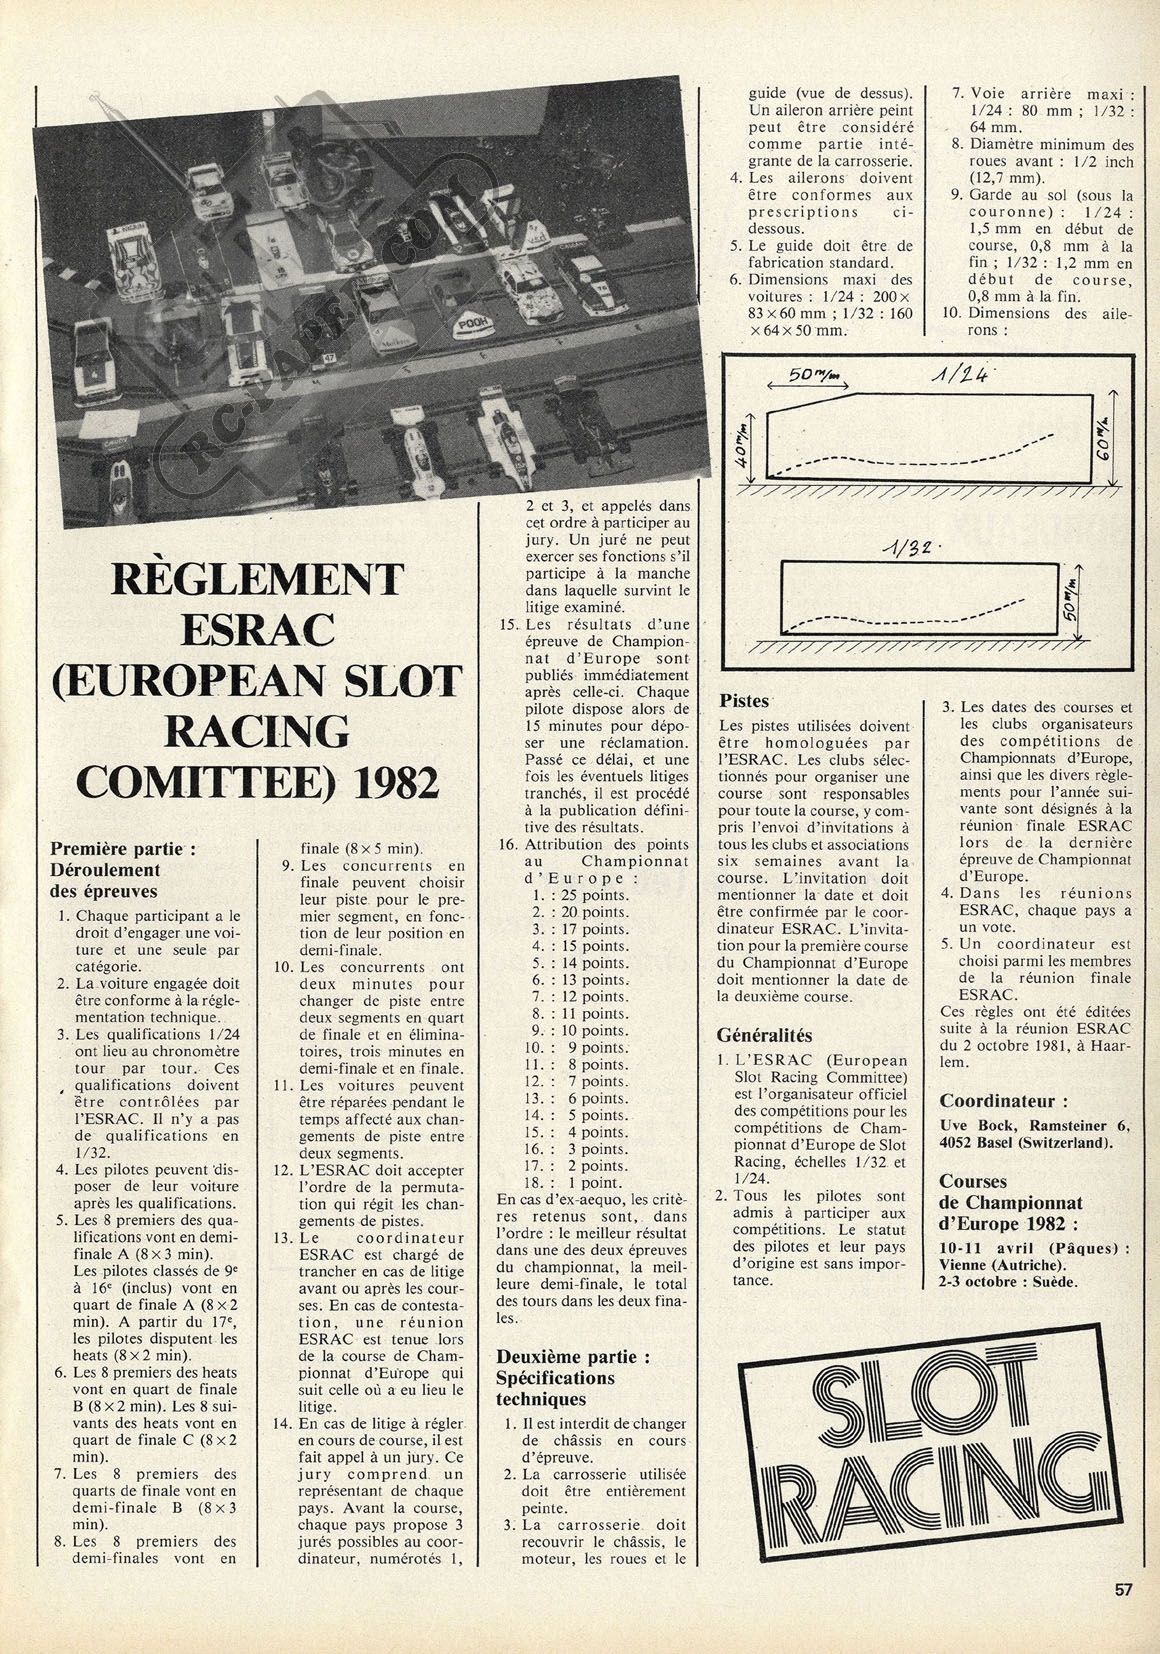 RÈGLEMENT
ESRAC
(EUROPEAN SLOT
RACING
COMITTEE) 1982
Première partie :
Déroulement
des épreuves
1. Chaque participant a le
droit d'engager une voi-
ture et une seule par
catégorie.
2. La voiture engagée doit
être conforme à la régle-
mentation technique.
3. Les qualifications 1/24
ont lieu au chronomètre
tour par tour. Ces
qualifications doivent
être contrôlées par
l'ESRAC. Il n'y a pas
de qualifications en
1/32.
4. Les pilotes peuvent dis-
poser de leur voiture
après les qualifications.
5. Les 8 premiers des qua-
lifications vont en demi-
finale A (8×3 min).
Les pilotes classés de 9e
à 16e (inclus) vont en
quart de finale A (8×2
min). A partir du 17e,
les pilotes disputent les
heats (8×2 min).
6. Les 8 premiers des heats
vont en quart de finale
B (8×2 min). Les 8 sui-
vants des heats vont en
quart de finale C (8×2
min).
7. Les 8 premiers des
quarts de finale vont en
demi-finale B (8×3
min).
8. Les 8 premiers des
demi-finales vont en
finale (8×5 min).
9. Les concurrents en
finale peuvent choisir
leur piste pour le pre-
mier segment, en fonc-
tion de leur position en
demi-finale.
10. Les concurrents ont
deux minutes pour
changer de piste entre
deux segments en quart
de finale et en élimina-
toires, trois minutes en
demi-finale et en finale.
11. Les voitures peuvent
être réparées pendant le
temps affecté aux chan-
gements de piste entre
deux segments.
12. L'ESRAC doit accepter
l'ordre de la permuta-
tion qui régit les chan-
gements de pistes.
13. Le coordinateur
ESRAC est chargé de
trancher en cas de litige
avant ou après les cour-
ses. En cas de contesta-
tion, une réunion
ESRAC est tenue lors
de la course de Cham-
pionnat d'Europe qui
suit celle où a eu lieu le
litige.
14. En cas de litige à régler
en cours de course, il est
fait appel à un jury. Ce
jury comprend un
représentant de chaque
pays. Avant la course,
chaque pays propose 3
jurés possibles au coor-
dinateur, numérotés 1,
2 et 3, et appelés dans
cet ordre à participer au
jury. Un juré ne peut
exercer ses fonctions s'il
participe à la manche
dans laquelle survint le
litige examiné.
15. Les résultats d'une
épreuve de Champion-
nat d'Europe sont
publiés immédiatement
après celle-ci. Chaque
pilote dispose alors de
15 minutes pour dépo-
ser une réclamation.
Passé ce délai, et une
fois les éventuels litiges
tranchés, il est procédé
à la publication défini-
tive des résultats.
16. Attribution des points
au Championnat
d'Europe :
1. : 25 points.
2. : 20 points.
3. : 17 points.
4. : 15 points.
5. : 14 points.
6. : 13 points.
7. : 12 points.
8. : 11 points.
9. : 10 points.
10. : 9 points.
11. : 8 points.
12. : 7 points.
13. : 6 points.
14. : 5 points.
15. : 4 points.
16. : 3 points.
17. : 2 points.
18. : 1 point.
En cas d'ex-aequo, les critè-
res retenus sont, dans
l'ordre : le meilleur résultat
dans une des deux épreuves
du championnat, la meil-
leure demi-finale, le total
des tours dans les deux fina-
les.
Deuxième partie :
Spécifications
techniques
1. Il est interdit de changer
de châssis en cours
d'épreuve.
2. La carrosserie utilisée
doit être entièrement
peinte.
3. La carrosserie doit
recouvrir le châssis, le
moteur, les roues et le
guide (vue de dessus).
Un aileron arrière peint
peut être considéré
comme partie inté-
grante de la carrosserie.
4. Les ailerons doivent
être conformes aux
prescriptions ci-
dessous.
5. Le guide doit être de
fabrication standard.
6. Dimensions maxi des
voitures : 1/24 : 200×
83×60 mm ; 1/32 : 160
×64×50 mm.
7. Voie arrière maxi :
1/24 : 80 mm ; 1/32 :
64 mm.
8. Diamètre minimum des
roues avant : 1/2 inch
(12,7 mm).
9. Garde au sol (sous la
couronne) : 1/24 :
1,5 mm en début de
course, 0,8 mm à la
fin ; 1/32 : 1,2 mm en
début de course,
0,8 mm à la fin.
10. Dimensions des aile-
rons :
50 m/m
1/24
40 m/m
60 m/m
1/32
50 m/m
Pistes
Les pistes utilisées doivent
être homologuées par
l'ESRAC. Les clubs sélec-
tionnés pour organiser une
course sont responsables
pour toute la course, y com-
pris l'envoi d'invitations à
tous les clubs et associations
six semaines avant la
course. L'invitation doit
mentionner la date et doit
être confirmée par le coor-
dinateur ESRAC. L'invita-
tion pour la première course
du Championnat d'Europe
doit mentionner la date de
la deuxième course.
Généralités
1. L'ESRAC (European
Slot Racing Committee)
est l'organisateur officiel
des compétitions pour les
compétitions de Cham-
pionnat d'Europe de Slot
Racing, échelles 1/32 et
1/24.
2. Tous les pilotes sont
admis à participer aux
compétitions. Le statut
des pilotes et leur pays
d'origine est sans impor-
tance.
3. Les dates des courses et
les clubs organisateurs
des compétitions de
Championnats d'Europe,
ainsi que les divers règle-
ments pour l'année sui-
vante sont désignés à la
réunion finale ESRAC
lors de la dernière
épreuve de Championnat
d'Europe.
4. Dans les réunions
ESRAC, chaque pays a
un vote.
5. Un coordinateur est
choisi parmi les membres
de la réunion finale
ESRAC.
Ces règles ont été éditées
suite à la réunion ESRAC
du 2 octobre 1981, à Haar-
lem.
Coordinateur :
Uve Bock, Ramsteiner 6,
4052 Basel (Switzerland).
Courses
de Championnat
d'Europe 1982 :
10-11 avril (Pâques) :
Vienne (Autriche).
2-3 octobre : Suède.
SLOT
RACING
57
RC-PAPER.COM
POOH
47